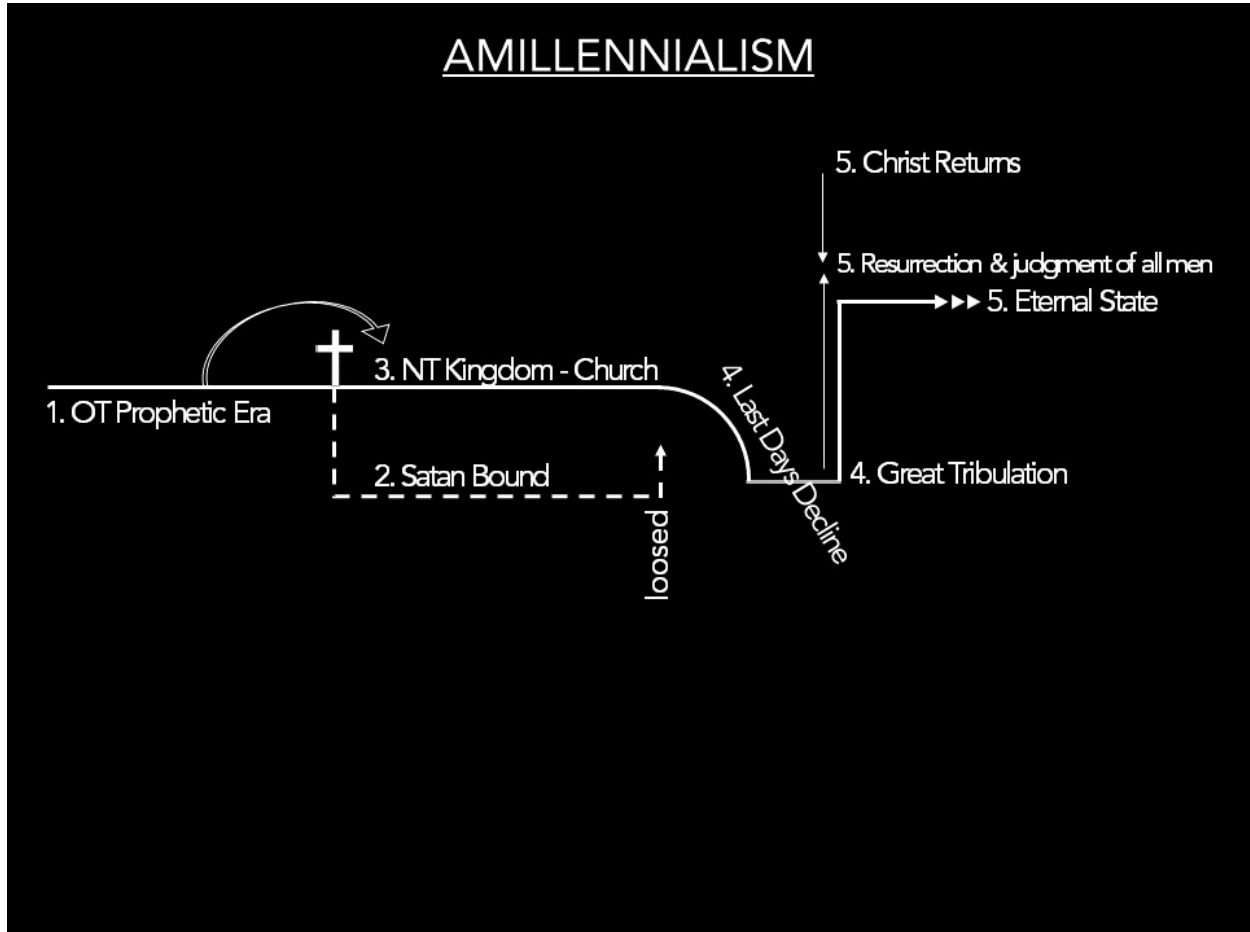 AMILLENNIALISM
5. Christ Returns
5. Resurrection & judgment of all men
5. Eternal State
3. NT Kingdom - Church
4. Last Days Decline
1. OT Prophetic Era
2. Satan Bound
4. Great Tribulation
loosed